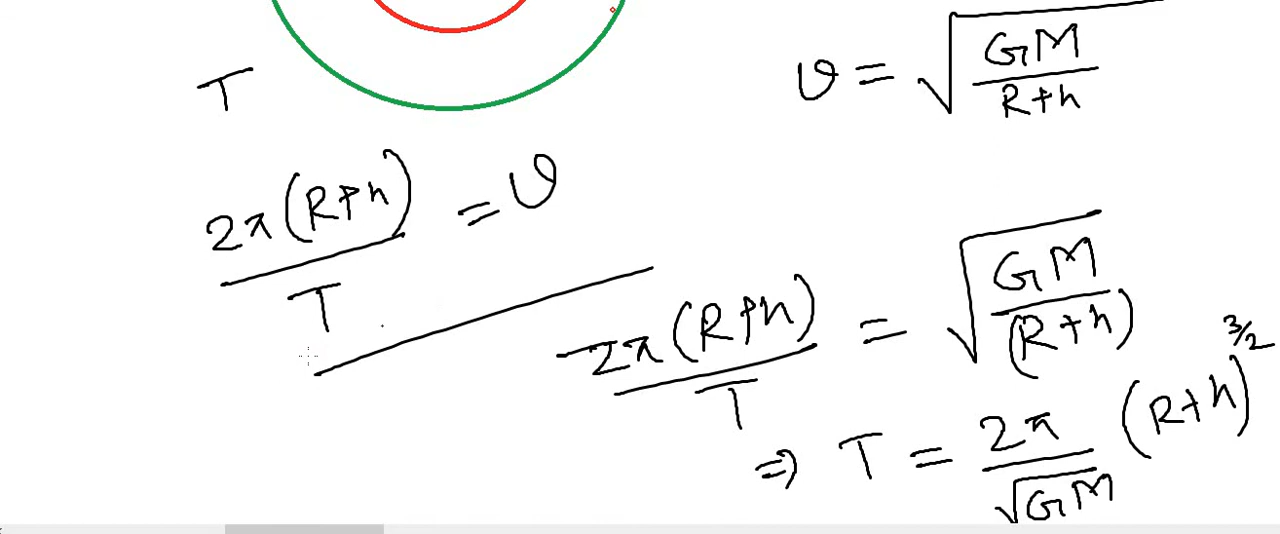 T
v = √(GM/(R+h))
2π(R+h)/T = v
2π(R+h)/T = √(GM/(R+h))
⇒ T = 2π/√GM (R+h)^3/2